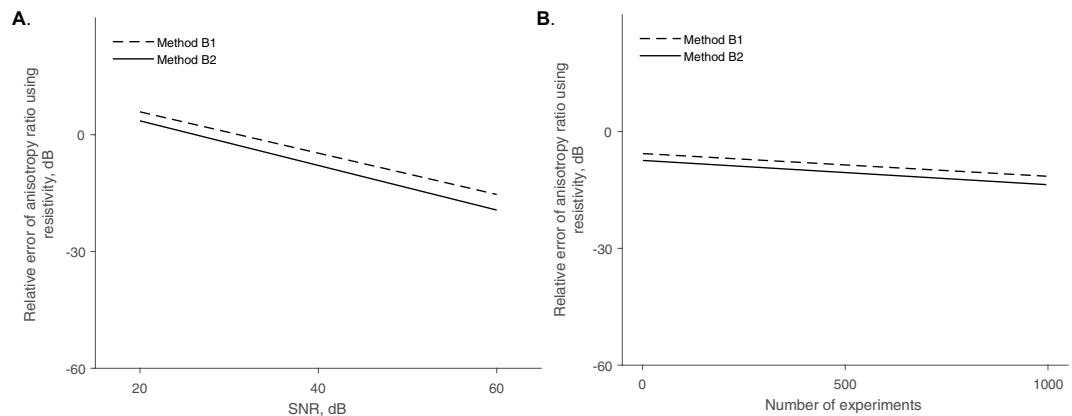 A.
Method B1
Method B2
Relative error of anisotropy ratio using
resistivity, dB
0
-30
-60
20
40
60
SNR, dB
B.
Method B1
Method B2
Relative error of anisotropy ratio using
resistivity, dB
0
-30
-60
0
500
1000
Number of experiments